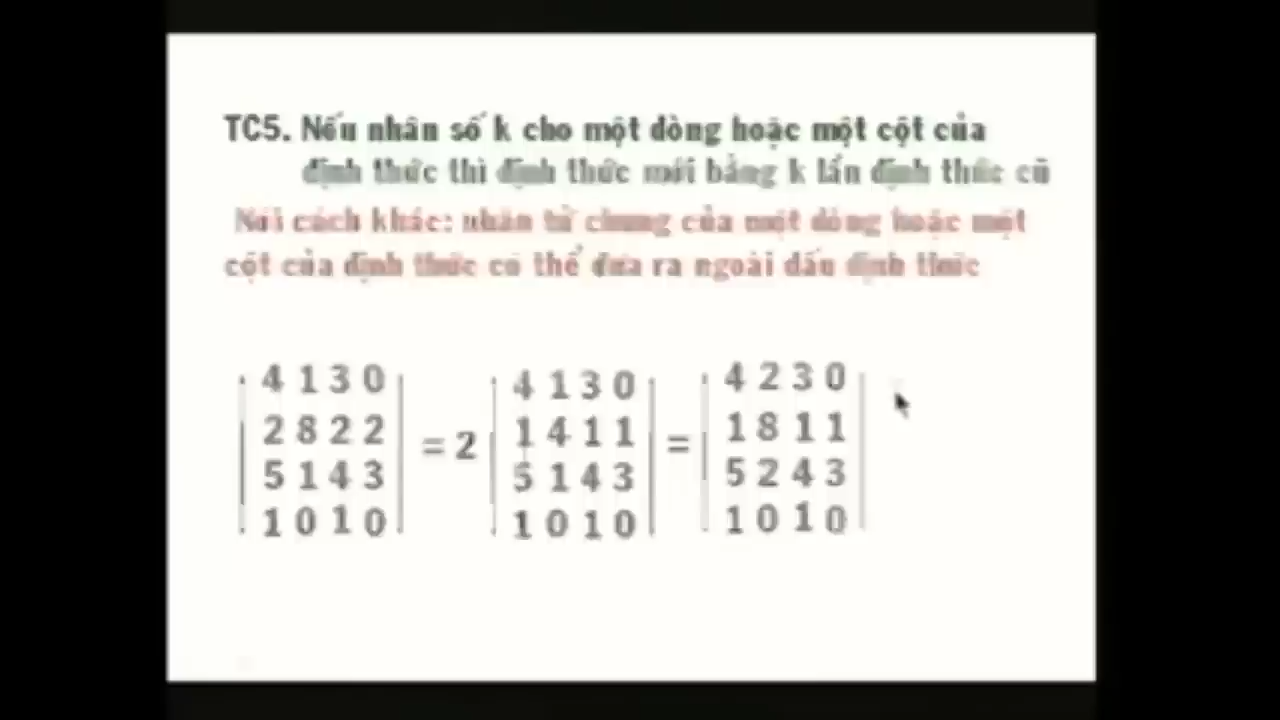 TC5. Nếu nhân số k cho một dòng hoặc một cột của
định thức thì định thức mới bằng k lần định thức cũ
Nói cách khác: nhân tử chung của một dòng hoặc một
cột của định thức có thể đưa ra ngoài dấu định thức
4 1 3 0 4 1 3 0 4 2 3 0
2 8 2 2 1 4 1 1 1 8 1 1
= 2 =
5 1 4 3 5 1 4 3 5 2 4 3
1 0 1 0 1 0 1 0 1 0 1 0